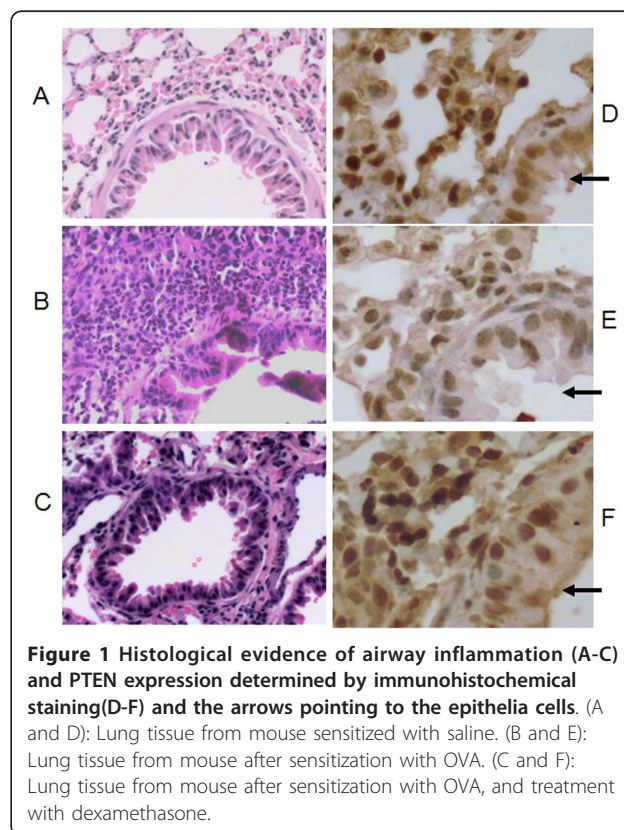 A
D
B
E
C
F
Figure 1 Histological evidence of airway inflammation (A-C)
and PTEN expression determined by immunohistochemical
staining(D-F) and the arrows pointing to the epithelia cells. (A
and D): Lung tissue from mouse sensitized with saline. (B and E):
Lung tissue from mouse after sensitization with OVA. (C and F):
Lung tissue from mouse after sensitization with OVA, and treatment
with dexamethasone.